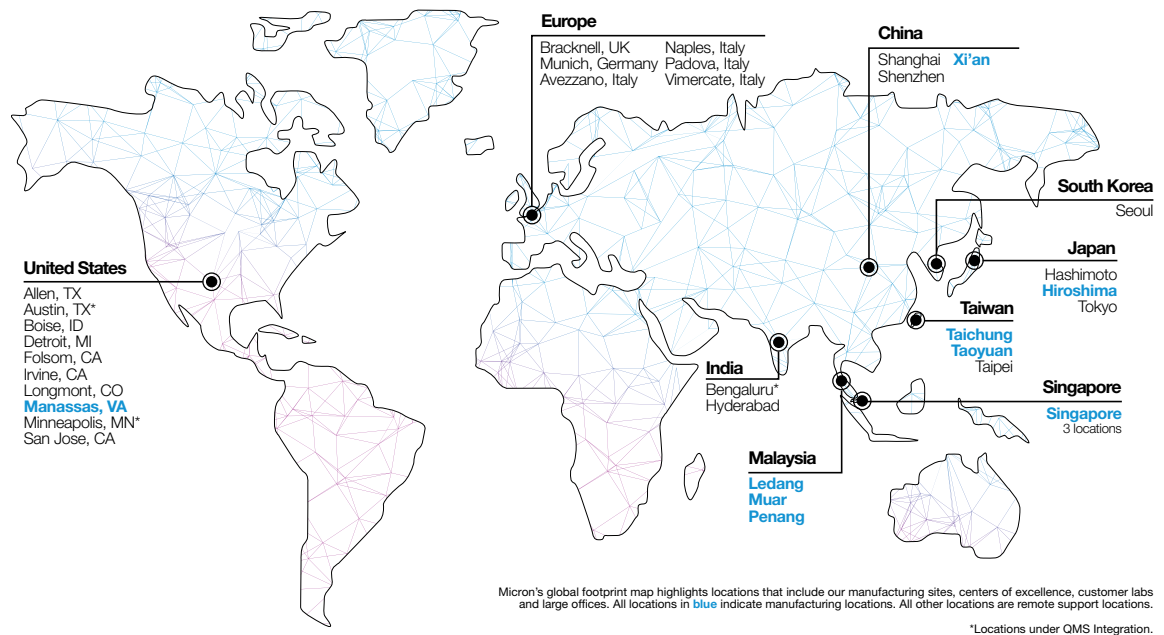 Europe
Bracknell, UK
Munich, Germany
Avezzano, Italy
Naples, Italy
Padova, Italy
Vimercate, Italy
China
Shanghai Xi’an
Shenzhen
South Korea
Seoul
United States
Allen, TX
Austin, TX*
Boise, ID
Detroit, MI
Folsom, CA
Irvine, CA
Longmont, CO
Manassas, VA
Minneapolis, MN*
San Jose, CA
Japan
Hashimoto
Hiroshima
Tokyo
Taiwan
Taichung
Taoyuan
Taipei
India
Bengaluru*
Hyderabad
Singapore
Singapore
3 locations
Malaysia
Ledang
Muar
Penang
Micron’s global footprint map highlights locations that include our manufacturing sites, centers of excellence, customer labs
and large offices. All locations in blue indicate manufacturing locations. All other locations are remote support locations.
*Locations under QMS Integration.